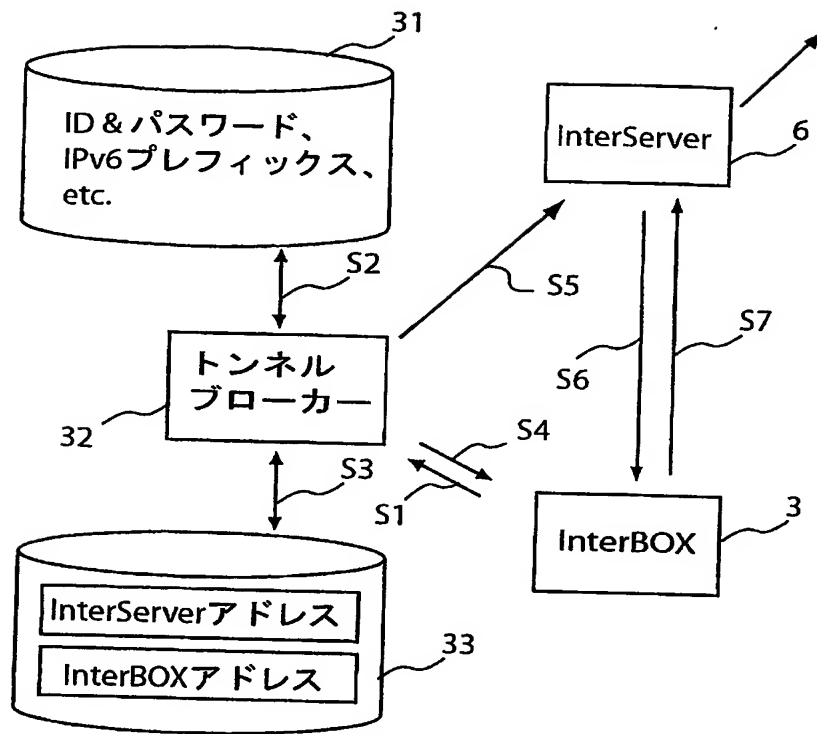 31
ID & パスワード、
IPv6プレフィックス、
etc.
InterServer
6
S2
S5
トンネル
ブローカー
32
S6
S7
S4
S3
S1
InterBOX
3
InterServerアドレス
InterBOXアドレス
33